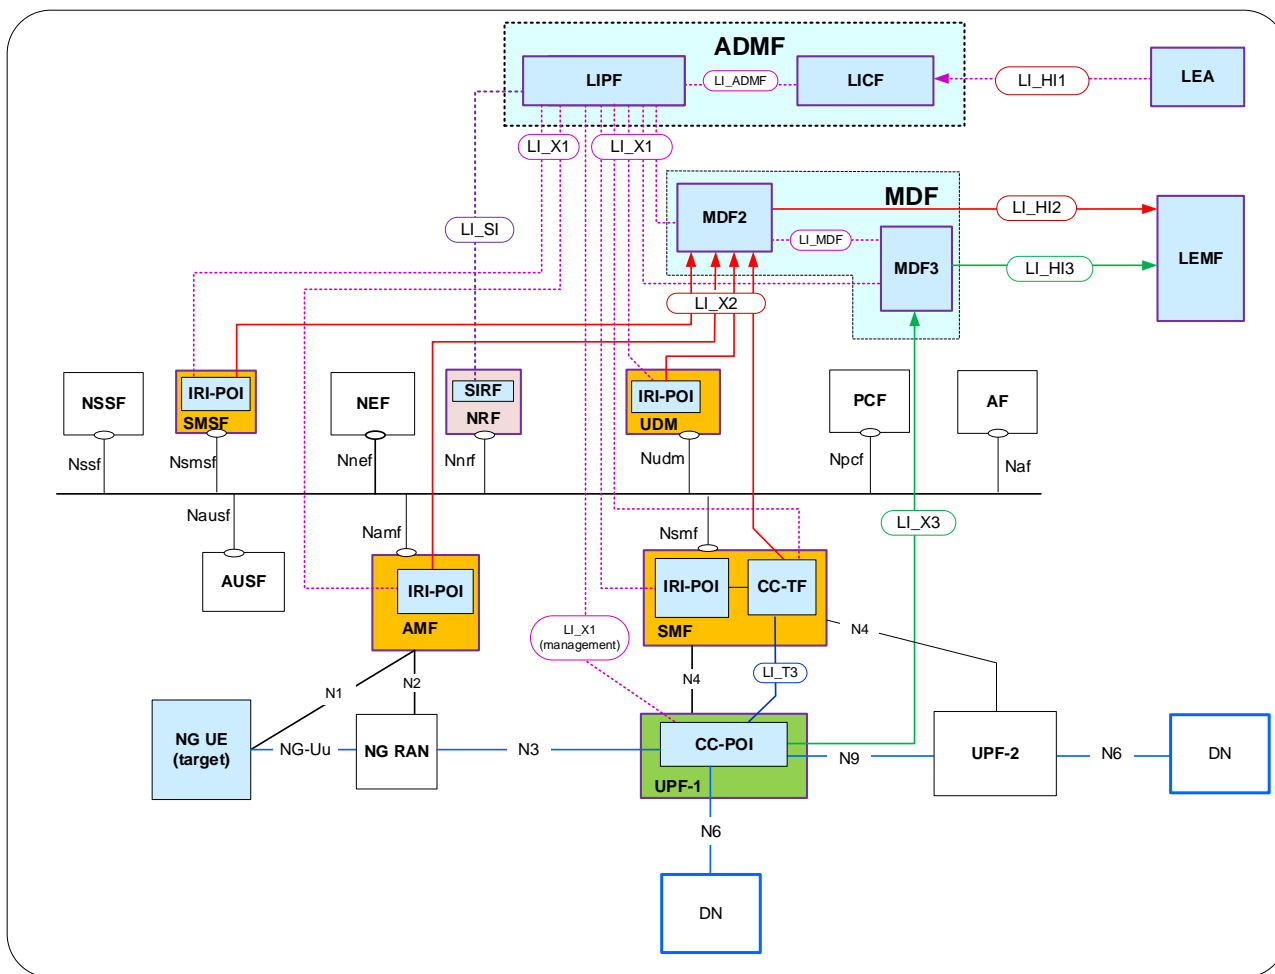 ADMF
LIPF
LI_ADMF
LICF
LI_HI1
LEA
LI_X1
LI_X1
MDF
MDF2
LI_HI2
LI_SI
LI_MDF
LEMF
MDF3
LI_HI3
LI_X2
NSSF
IRI-POI
SMSF
NEF
SIRF
NRF
IRI-POI
UDM
PCF
AF
Nssf
Nsmsf
Nnef
Nnrf
Nudm
Npcf
Naf
Nausf
Namf
Nsmf
LI_X3
AUSF
IRI-POI
AMF
IRI-POI
CC-TF
SMF
LI_X1
(management)
N4
LI_T3
N4
N1
N2
NG UE
(target)
NG-Uu
NG RAN
N3
CC-POI
UPF-1
N9
UPF-2
N6
DN
N6
DN